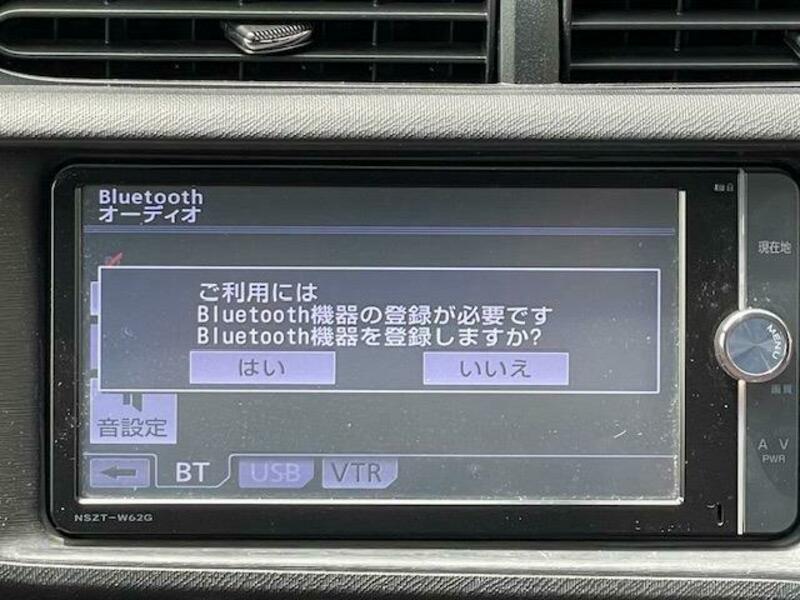 Bluetooth
オーディオ
ご利用には
Bluetooth機器の登録が必要です
Bluetooth機器を登録しますか?
はい
いいえ
音設定
BT
USB
VTR
NSZT-W62G
現在地
MENU
画質
A V
PWR